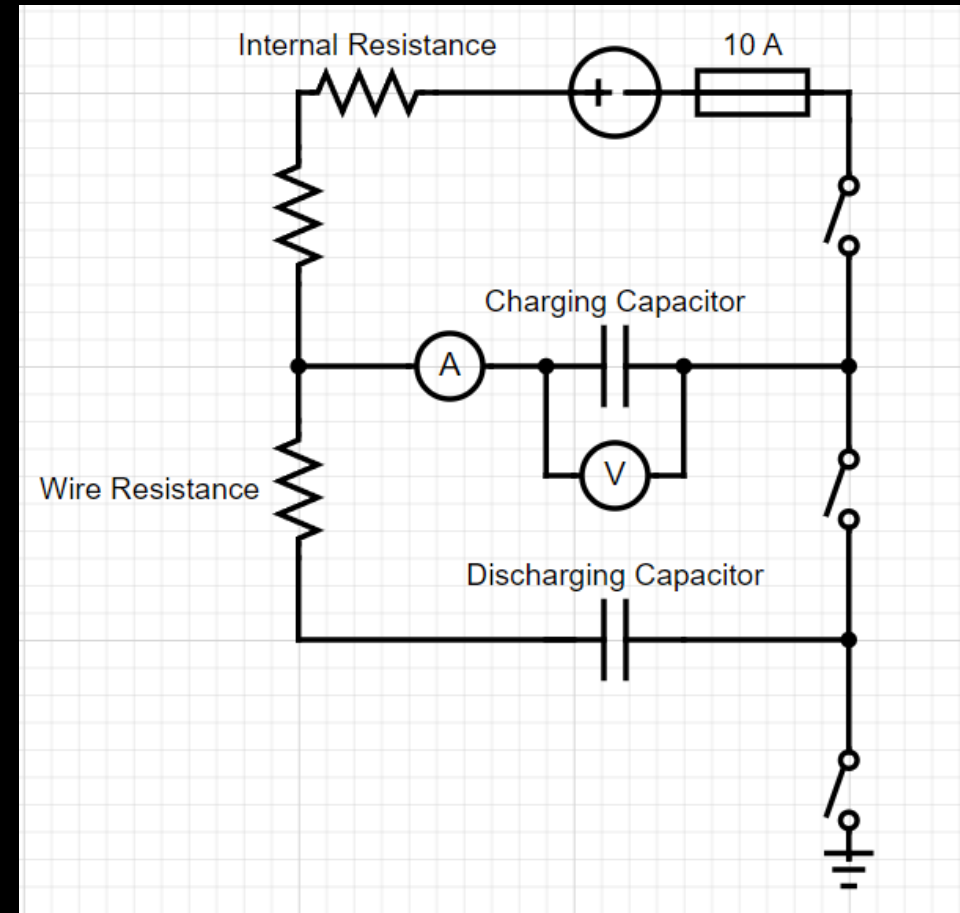 Internal Resistance
10 A
+ -
Charging Capacitor
A
V
Wire Resistance
Discharging Capacitor